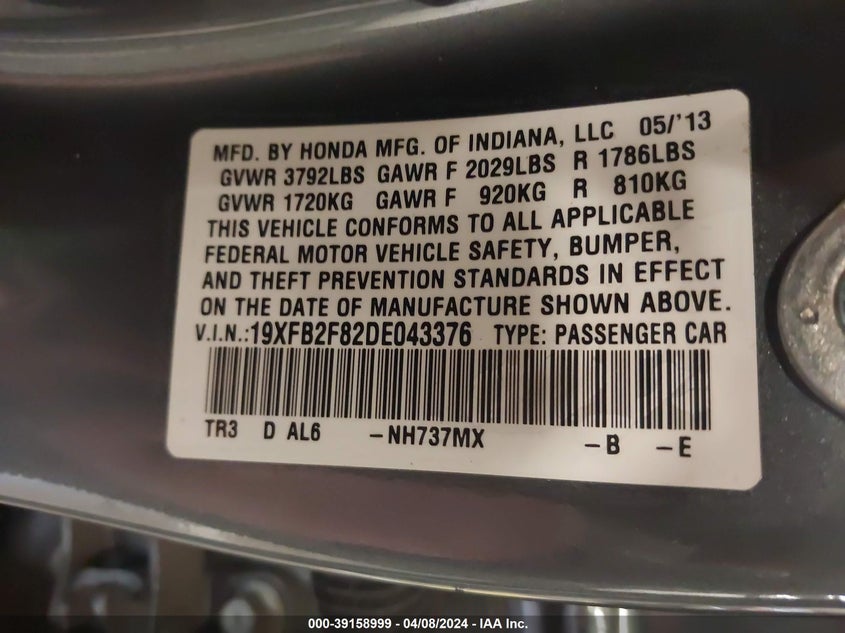 MFD. BY HONDA MFG. OF INDIANA, LLC 05/'13
GVWR 3792LBS GAWR F 2029LBS R 1786LBS
GVWR 1720KG GAWR F 920KG R 810KG
THIS VEHICLE CONFORMS TO ALL APPLICABLE
FEDERAL MOTOR VEHICLE SAFETY, BUMPER,
AND THEFT PREVENTION STANDARDS IN EFFECT
ON THE DATE OF MANUFACTURE SHOWN ABOVE.
V.I.N.:19XFB2F82DE043376 TYPE: PASSENGER CAR
TR3 D AL6 -NH737MX -B -E
000-39158999 - 04/08/2024 - IAA Inc.